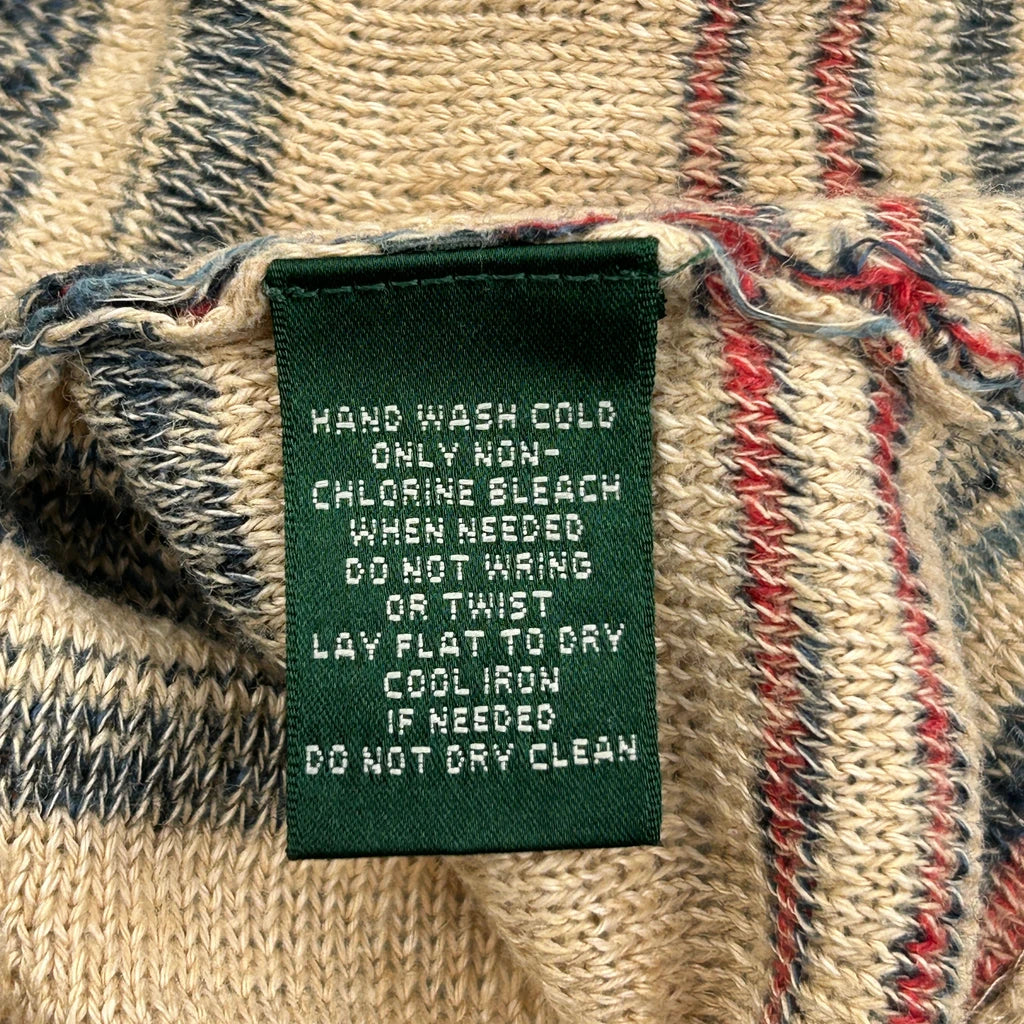 HAND WASH COLD
ONLY NON-
CHLORINE BLEACH
WHEN NEEDED
DO NOT WRING
OR TWIST
LAY FLAT TO DRY
COOL IRON
IF NEEDED
DO NOT DRY CLEAN